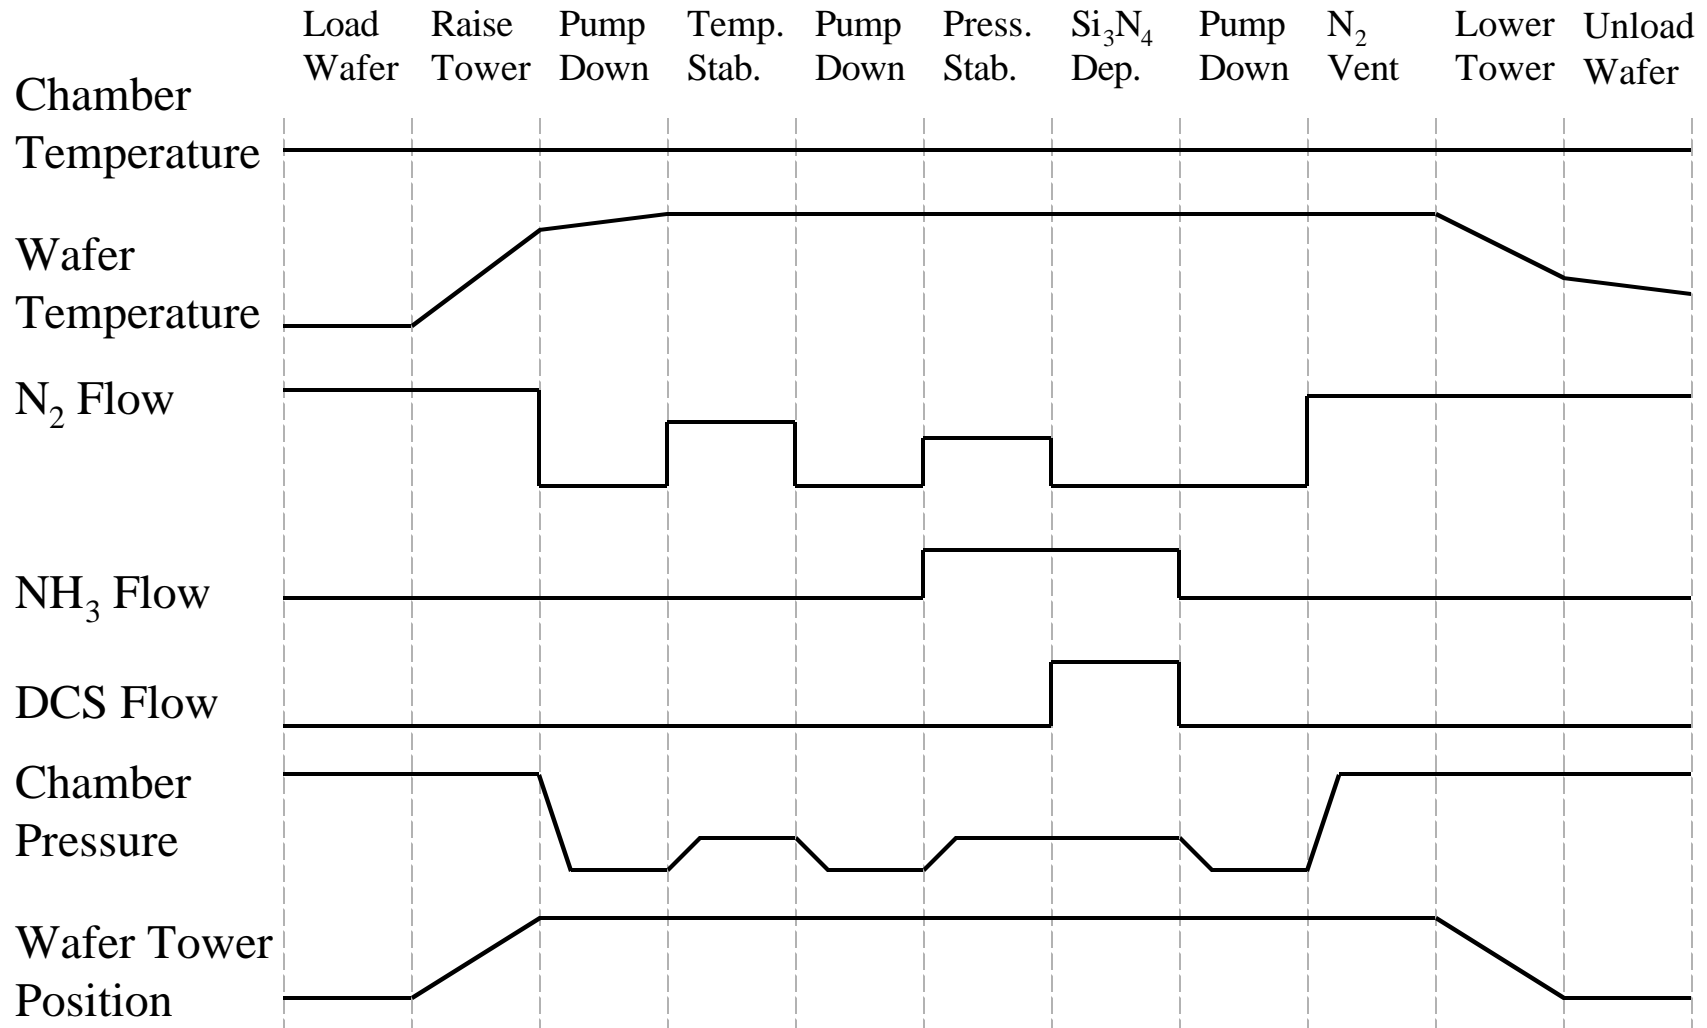 Load Raise Pump Temp. Pump Press. Si₃N₄ Pump N₂ Lower Unload
Wafer Tower Down Stab. Down Stab. Dep. Down Vent Tower Wafer
Chamber
Temperature
Wafer
Temperature
N₂ Flow
NH₃ Flow
DCS Flow
Chamber
Pressure
Wafer Tower
Position